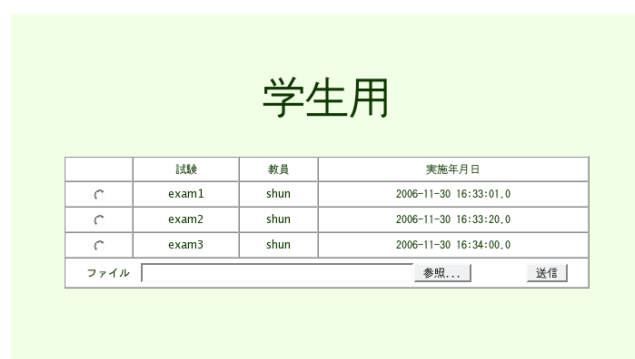 学生用
試験 教員 実施年月日
exam1 shun 2006-11-30 16:33:01.0
exam2 shun 2006-11-30 16:33:20.0
exam3 shun 2006-11-30 16:34:00.0
ファイル 参照... 送信